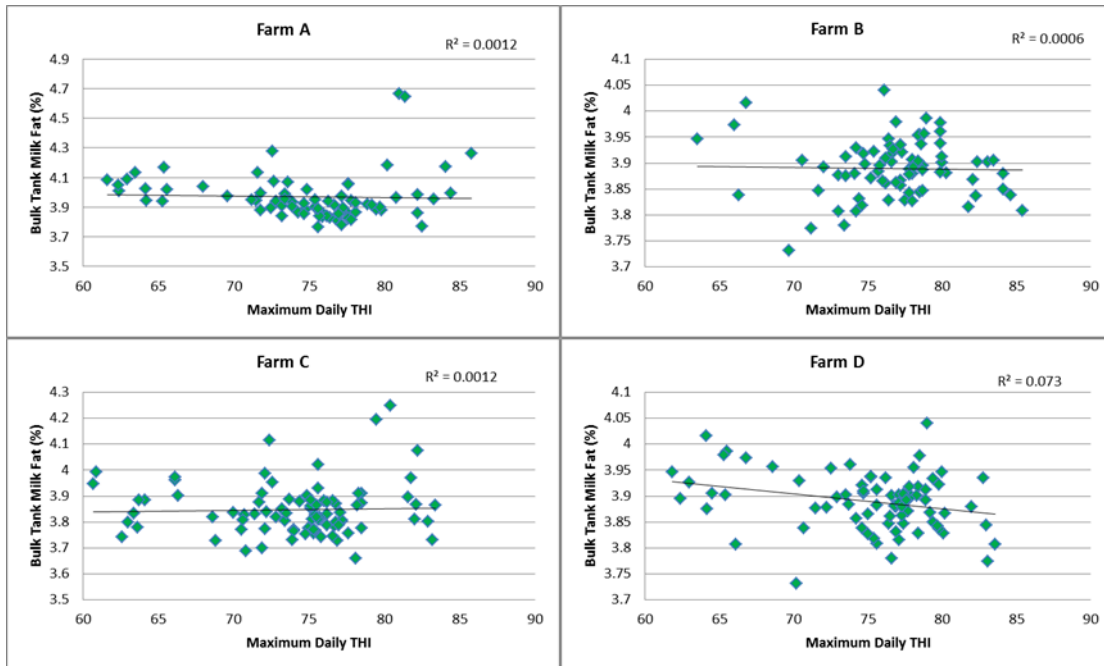 Farm A
R² = 0.0012
Bulk Tank Milk Fat (%)
4.9
4.7
4.5
4.3
4.1
3.9
3.7
3.5
60 65 70 75 80 85 90
Maximum Daily THI
Farm B
R² = 0.0006
Bulk Tank Milk Fat (%)
4.1
4.05
4
3.95
3.9
3.85
3.8
3.75
3.7
60 65 70 75 80 85 90
Maximum Daily THI
Farm C
R² = 0.0012
Bulk Tank Milk Fat (%)
4.3
4.2
4.1
4
3.9
3.8
3.7
3.6
3.5
60 65 70 75 80 85 90
Maximum Daily THI
Farm D
R² = 0.073
Bulk Tank Milk Fat (%)
4.1
4.05
4
3.95
3.9
3.85
3.8
3.75
3.7
60 65 70 75 80 85 90
Maximum Daily THI